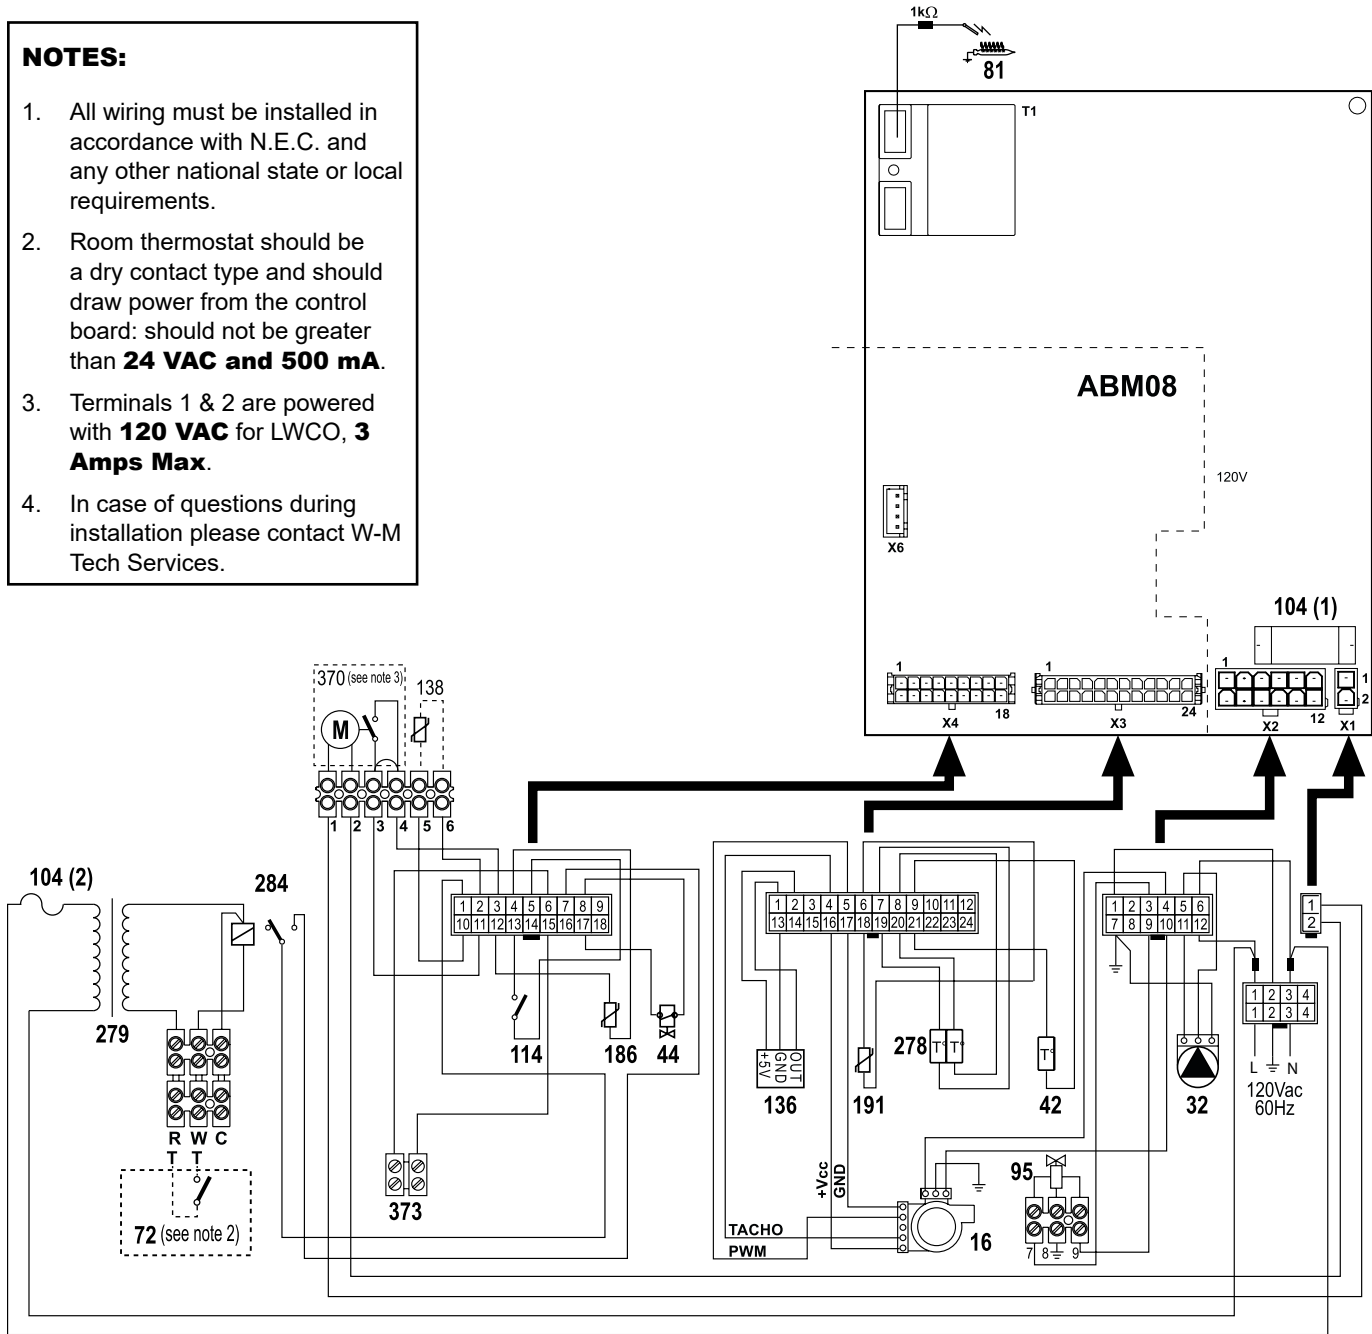 NOTES:
1. All wiring must be installed in
accordance with N.E.C. and
any other national state or local
requirements.
2. Room thermostat should be
a dry contact type and should
draw power from the control
board: should not be greater
than 24 VAC and 500 mA.
3. Terminals 1 & 2 are powered
with 120 VAC for LWCO, 3
Amps Max.
4. In case of questions during
installation please contact W-M
Tech Services.
1kΩ
81
T1
ABM08
120V
X6
104 (1)
1 18 X4
1 24 X3
1 12 X2
1 2 X1
370 (see note 3) 138
M
1 2 3 4 5 6
104 (2)
284
279
R W C
T T
72 (see note 2)
1 2 3 4 5 6 7 8 9
10 11 12 13 14 15 16 17 18
114 186 44
373
1 2 3 4 5 6 7 8 9 10 11 12
13 14 15 16 17 18 19 20 21 22 23 24
+5V GND OUT
136
191
278 T° T°
T°
42
1 2 3 4 5 6
7 8 9 10 11 12
1
2
1 2 3 4
1 2 3 4
L N
120Vac
60Hz
32
+Vcc
GND
TACHO
PWM
16
95
7 8 9